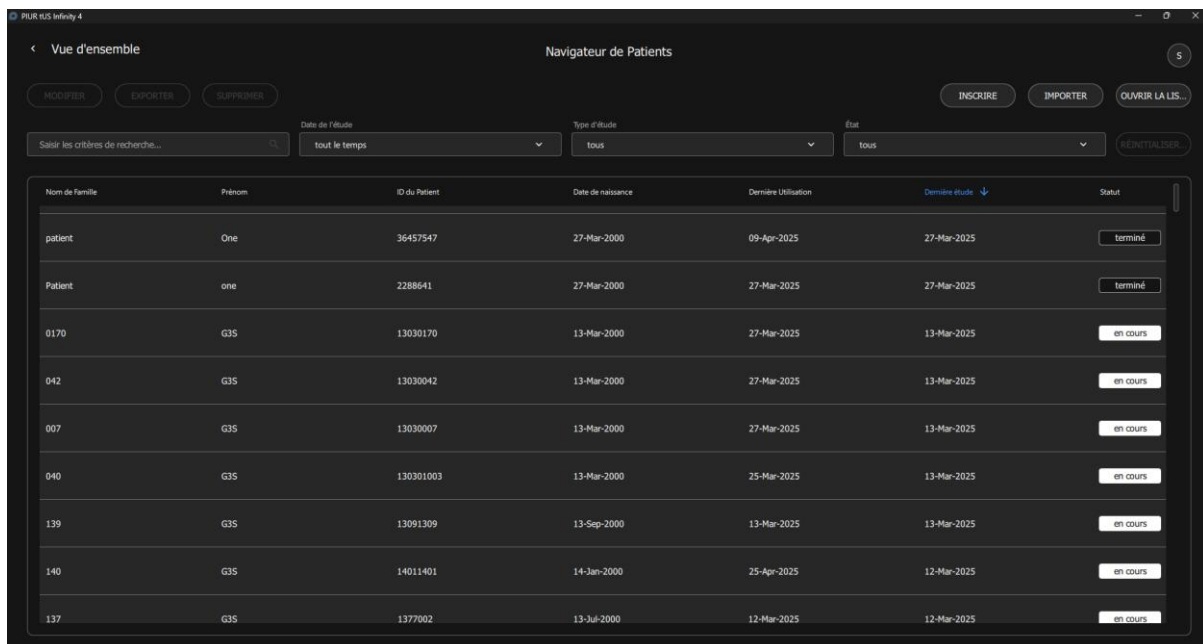 PIUR tUS Infinity 4
Vue d'ensemble
Navigateur de Patients
S
MODIFIER EXPORTER SUPPRIMER INSCRIRE IMPORTER OUVRIR LA LIS...
Date de l'étude Type d'étude État
Saisir les critères de recherche... tout le temps tous tous RÉINITIALISER...
Nom de Famille Prénom ID du Patient Date de naissance Dernière Utilisation Dernière étude Statut
patient One 36457547 27-Mar-2000 09-Apr-2025 27-Mar-2025 terminé
Patient one 2288641 27-Mar-2000 27-Mar-2025 27-Mar-2025 terminé
0170 G3S 13030170 13-Mar-2000 27-Mar-2025 13-Mar-2025 en cours
042 G3S 13030042 13-Mar-2000 27-Mar-2025 13-Mar-2025 en cours
007 G3S 13030007 13-Mar-2000 27-Mar-2025 13-Mar-2025 en cours
040 G3S 130301003 13-Mar-2000 25-Mar-2025 13-Mar-2025 en cours
139 G3S 13091309 13-Sep-2000 13-Mar-2025 13-Mar-2025 en cours
140 G3S 14011401 14-Jan-2000 25-Apr-2025 12-Mar-2025 en cours
137 G3S 1377002 13-Jul-2000 12-Mar-2025 12-Mar-2025 en cours